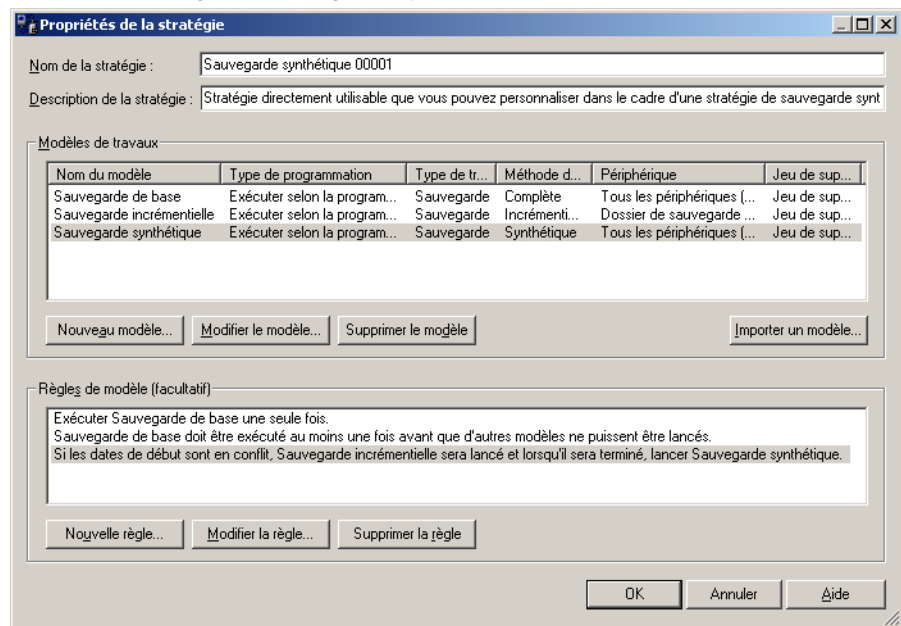 Propriétés de la stratégie
Nom de la stratégie : Sauvegarde synthétique 00001
Description de la stratégie : Stratégie directement utilisable que vous pouvez personnaliser dans le cadre d'une stratégie de sauvegarde synt
Modèles de travaux
Nom du modèle Type de programmation Type de tr... Méthode d... Périphérique Jeu de sup...
Sauvegarde de base Exécuter selon la program... Sauvegarde Complète Tous les périphériques (... Jeu de sup...
Sauvegarde incrémentielle Exécuter selon la program... Sauvegarde Incrémenti... Dossier de sauvegarde ... Jeu de sup...
Sauvegarde synthétique Exécuter selon la program... Sauvegarde Synthétique Tous les périphériques (... Jeu de sup...
Nouveau modèle... Modifier le modèle... Supprimer le modèle Importer un modèle...
Règles de modèle (facultatif)
Exécuter Sauvegarde de base une seule fois.
Sauvegarde de base doit être exécuté au moins une fois avant que d'autres modèles ne puissent être lancés.
Si les dates de début sont en conflit, Sauvegarde incrémentielle sera lancé et lorsqu'il sera terminé, lancer Sauvegarde synthétique.
Nouvelle règle... Modifier la règle... Supprimer la règle
OK Annuler Aide